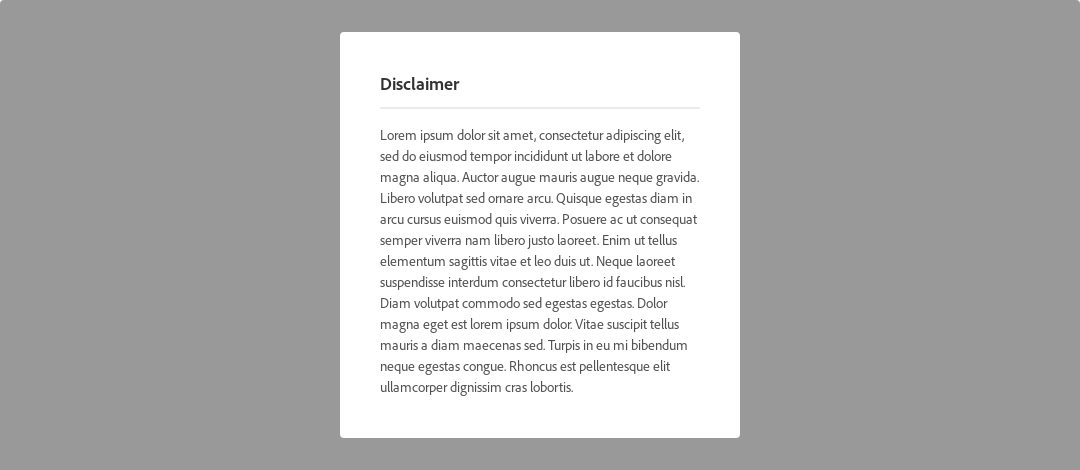 Disclaimer
Lorem ipsum dolor sit amet, consectetur adipiscing elit,
sed do eiusmod tempor incididunt ut labore et dolore
magna aliqua. Auctor augue mauris augue neque gravida.
Libero volutpat sed ornare arcu. Quisque egestas diam in
arcu cursus euismod quis viverra. Posuere ac ut consequat
semper viverra nam libero justo laoreet. Enim ut tellus
elementum sagittis vitae et leo duis ut. Neque laoreet
suspendisse interdum consectetur libero id faucibus nisl.
Diam volutpat commodo sed egestas egestas. Dolor
magna eget est lorem ipsum dolor. Vitae suscipit tellus
mauris a diam maecenas sed. Turpis in eu mi bibendum
neque egestas congue. Rhoncus est pellentesque elit
ullamcorper dignissim cras lobortis.